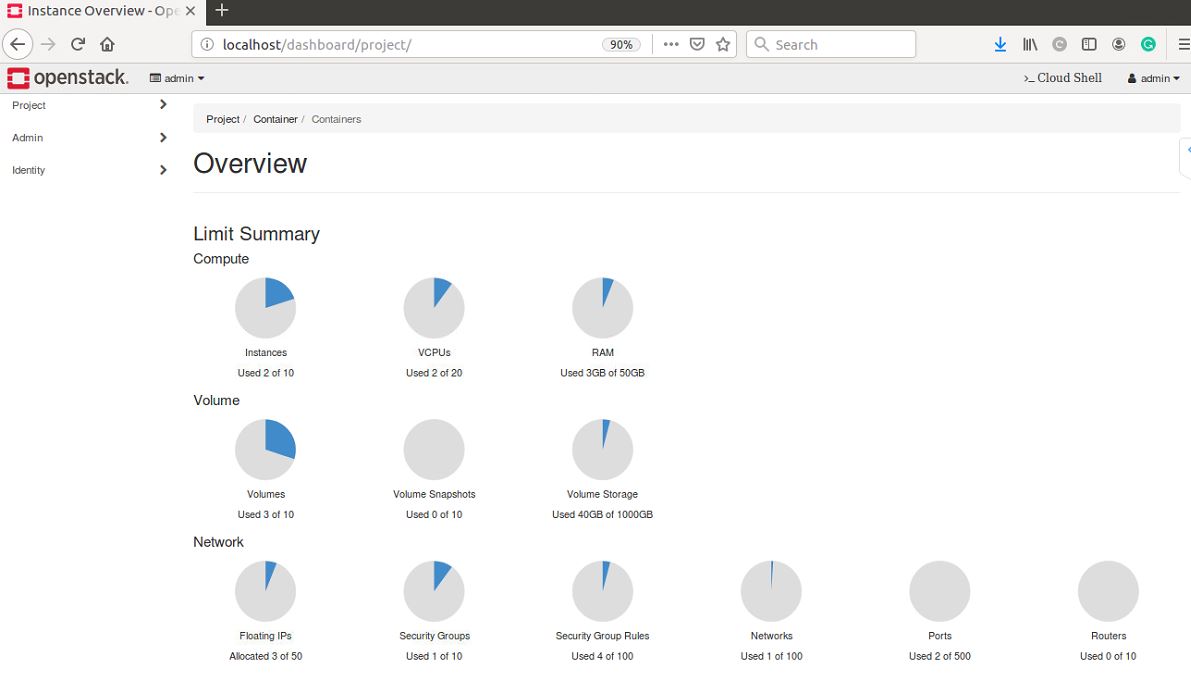 Instance Overview - Ope
localhost/dashboard/project/
90%
Search
openstack.
admin
>_ Cloud Shell
admin
Project
Admin
Identity
Project / Container / Containers
Overview
Limit Summary
Compute
Instances
VCPUs
RAM
Used 2 of 10
Used 2 of 20
Used 3GB of 50GB
Volume
Volumes
Volume Snapshots
Volume Storage
Used 3 of 10
Used 0 of 10
Used 40GB of 1000GB
Network
Floating IPs
Security Groups
Security Group Rules
Networks
Ports
Routers
Allocated 3 of 50
Used 1 of 10
Used 4 of 100
Used 1 of 100
Used 2 of 500
Used 0 of 10